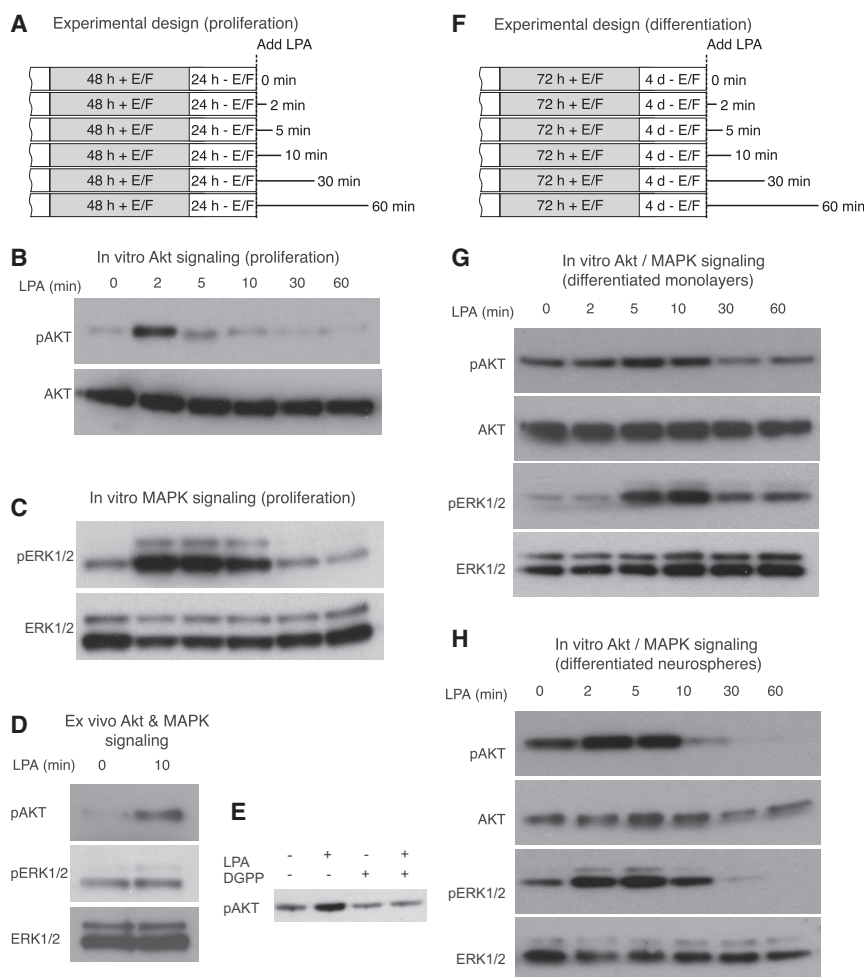 A Experimental design (proliferation)
Add LPA
48 h + E/F 24 h - E/F 0 min
48 h + E/F 24 h - E/F 2 min
48 h + E/F 24 h - E/F 5 min
48 h + E/F 24 h - E/F 10 min
48 h + E/F 24 h - E/F 30 min
48 h + E/F 24 h - E/F 60 min
B In vitro Akt signaling (proliferation)
LPA (min) 0 2 5 10 30 60
pAKT
AKT
C In vitro MAPK signaling (proliferation)
pERK1/2
ERK1/2
D Ex vivo Akt & MAPK
signaling
LPA (min) 0 10
pAKT
pERK1/2
ERK1/2
E
LPA - + - +
DGPP - - + +
pAKT
F Experimental design (differentiation)
Add LPA
72 h + E/F 4 d - E/F 0 min
72 h + E/F 4 d - E/F 2 min
72 h + E/F 4 d - E/F 5 min
72 h + E/F 4 d - E/F 10 min
72 h + E/F 4 d - E/F 30 min
72 h + E/F 4 d - E/F 60 min
G In vitro Akt / MAPK signaling
(differentiated monolayers)
LPA (min) 0 2 5 10 30 60
pAKT
AKT
pERK1/2
ERK1/2
H In vitro Akt / MAPK signaling
(differentiated neurospheres)
LPA (min) 0 2 5 10 30 60
pAKT
AKT
pERK1/2
ERK1/2